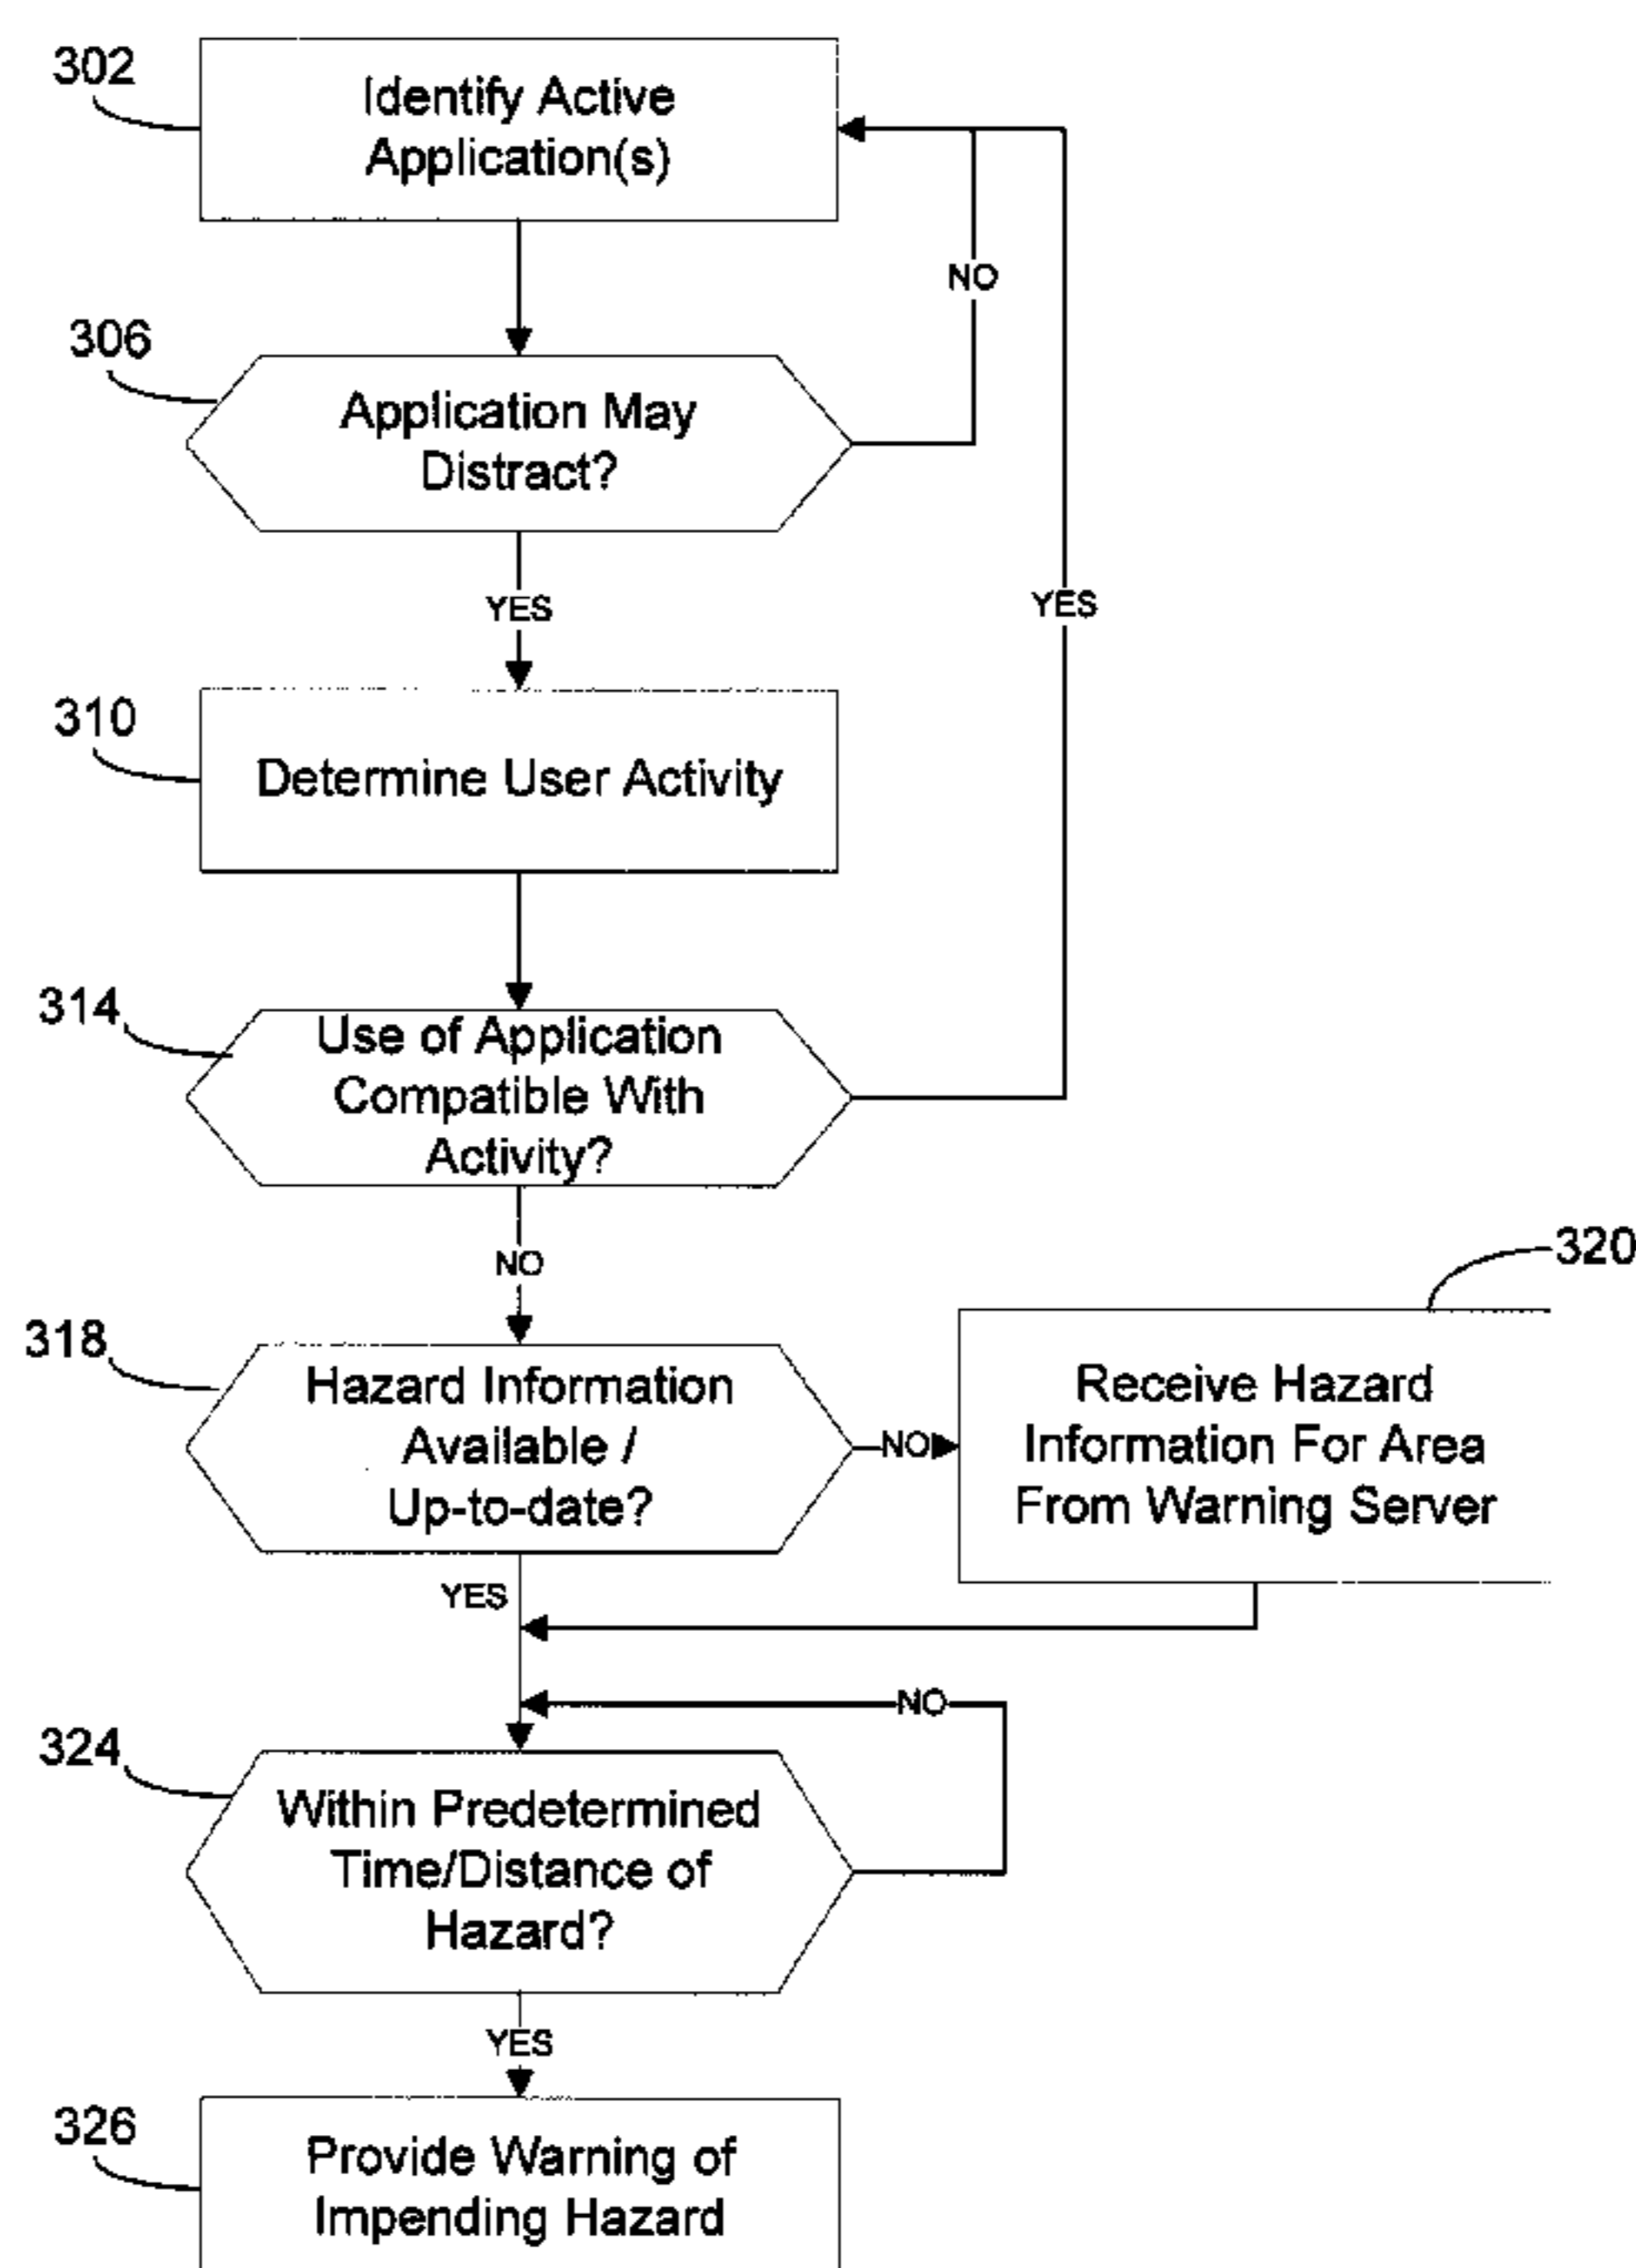 302
Identify Active
Application(s)
NO
306
Application May
Distract?
YES
YES
310
Determine User Activity
314
Use of Application
Compatible With
Activity?
NO
320
318
Hazard Information
Available /
Up-to-date?
NO
Receive Hazard
Information For Area
From Warning Server
YES
NO
324
Within Predetermined
Time/Distance of
Hazard?
YES
326
Provide Warning of
Impending Hazard